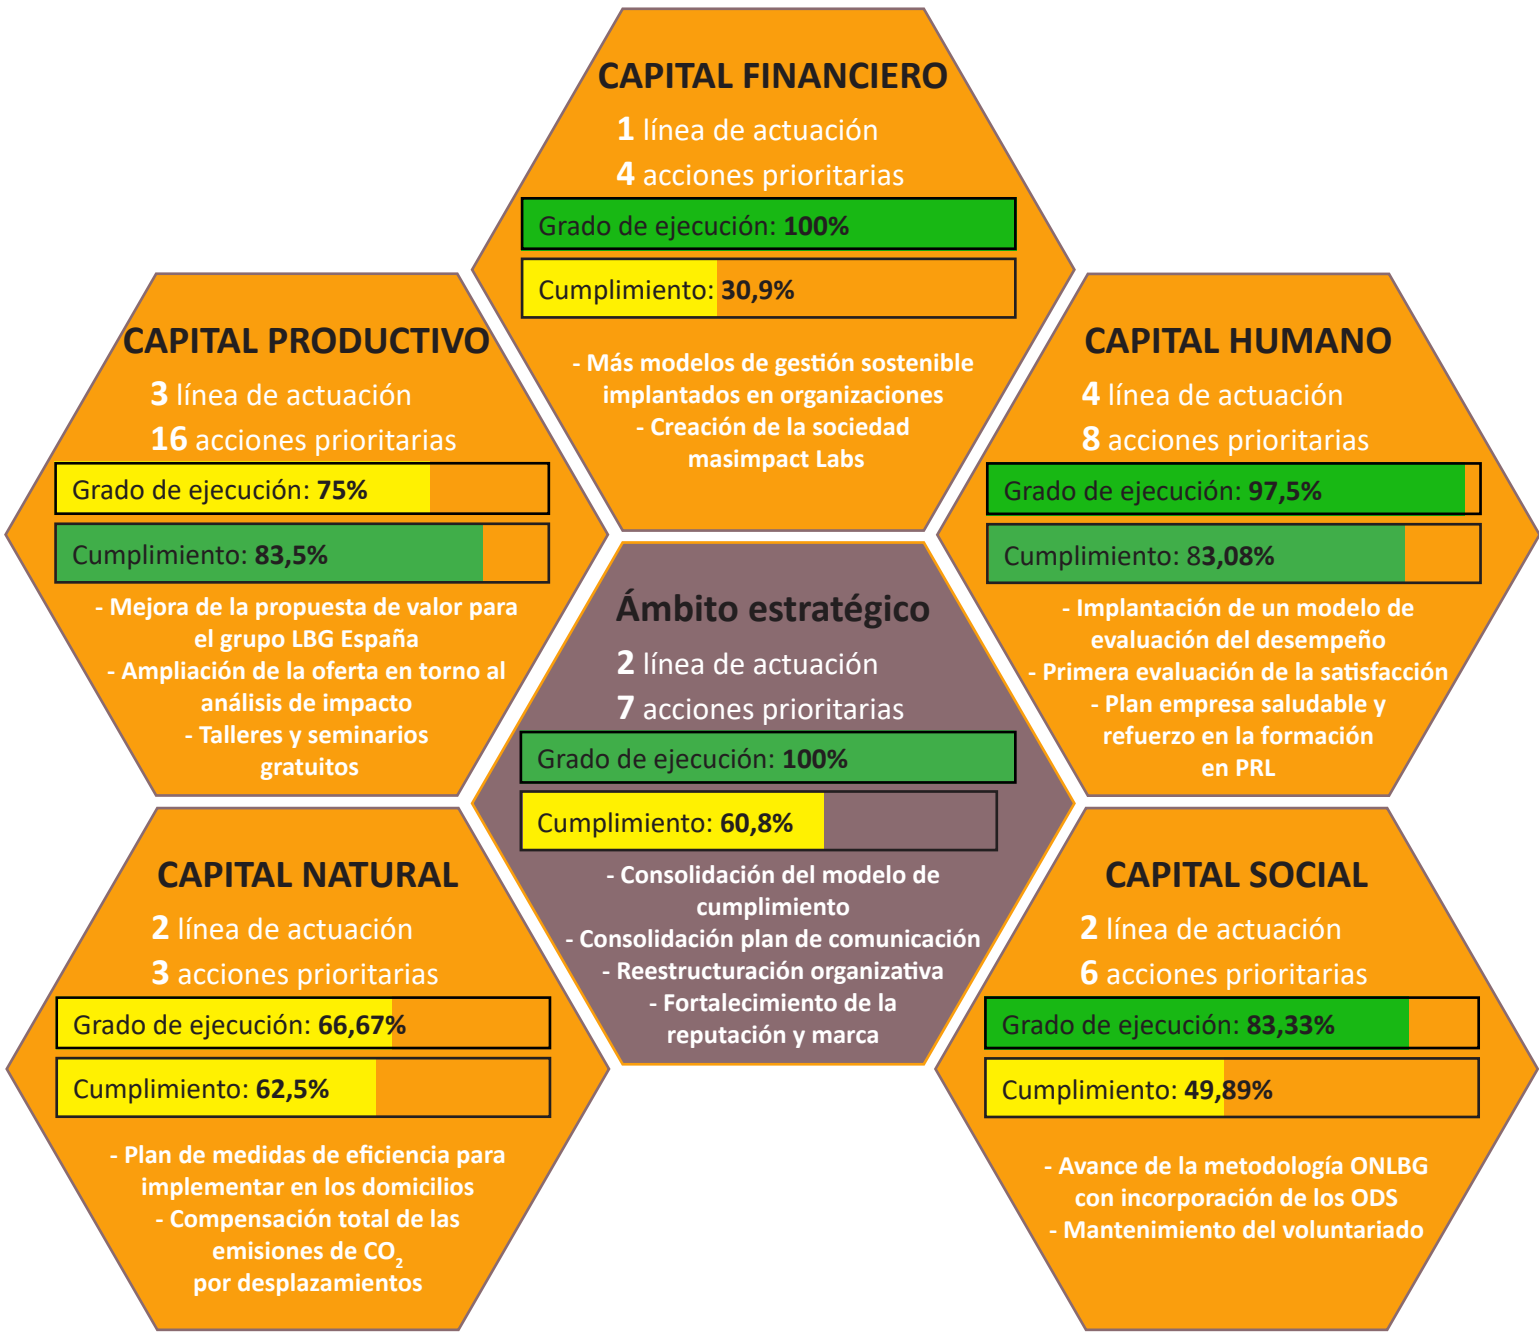 CAPITAL FINANCIERO
1 línea de actuación
4 acciones prioritarias
Grado de ejecución: 100%
Cumplimiento: 30,9%
- Más modelos de gestión sostenible
implantados en organizaciones
- Creación de la sociedad
masimpact Labs
CAPITAL PRODUCTIVO
3 línea de actuación
16 acciones prioritarias
Grado de ejecución: 75%
Cumplimiento: 83,5%
- Mejora de la propuesta de valor para
el grupo LBG España
- Ampliación de la oferta en torno al
análisis de impacto
- Talleres y seminarios
gratuitos
CAPITAL HUMANO
4 línea de actuación
8 acciones prioritarias
Grado de ejecución: 97,5%
Cumplimiento: 83,08%
- Implantación de un modelo de
evaluación del desempeño
- Primera evaluación de la satisfacción
- Plan empresa saludable y
refuerzo en la formación
en PRL
Ámbito estratégico
2 línea de actuación
7 acciones prioritarias
Grado de ejecución: 100%
Cumplimiento: 60,8%
- Consolidación del modelo de
cumplimiento
- Consolidación plan de comunicación
- Reestructuración organizativa
- Fortalecimiento de la
reputación y marca
CAPITAL NATURAL
2 línea de actuación
3 acciones prioritarias
Grado de ejecución: 66,67%
Cumplimiento: 62,5%
- Plan de medidas de eficiencia para
implementar en los domicilios
- Compensación total de las
emisiones de CO₂
por desplazamientos
CAPITAL SOCIAL
2 línea de actuación
6 acciones prioritarias
Grado de ejecución: 83,33%
Cumplimiento: 49,89%
- Avance de la metodología ONLBG
con incorporación de los ODS
- Mantenimiento del voluntariado